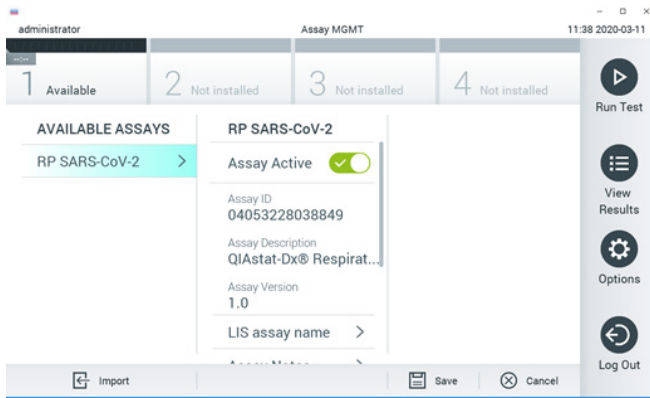 administrator
Assay MGMT
11:38 2020-03-11
1 Available
2 Not installed
3 Not installed
4 Not installed
Run Test
AVAILABLE ASSAYS
RP SARS-CoV-2
RP SARS-CoV-2
Assay Active
Assay ID
04053228038849
Assay Description
QIAstat-Dx® Respirat...
Assay Version
1.0
LIS assay name
View
Results
Options
Log Out
Import
Save
Cancel